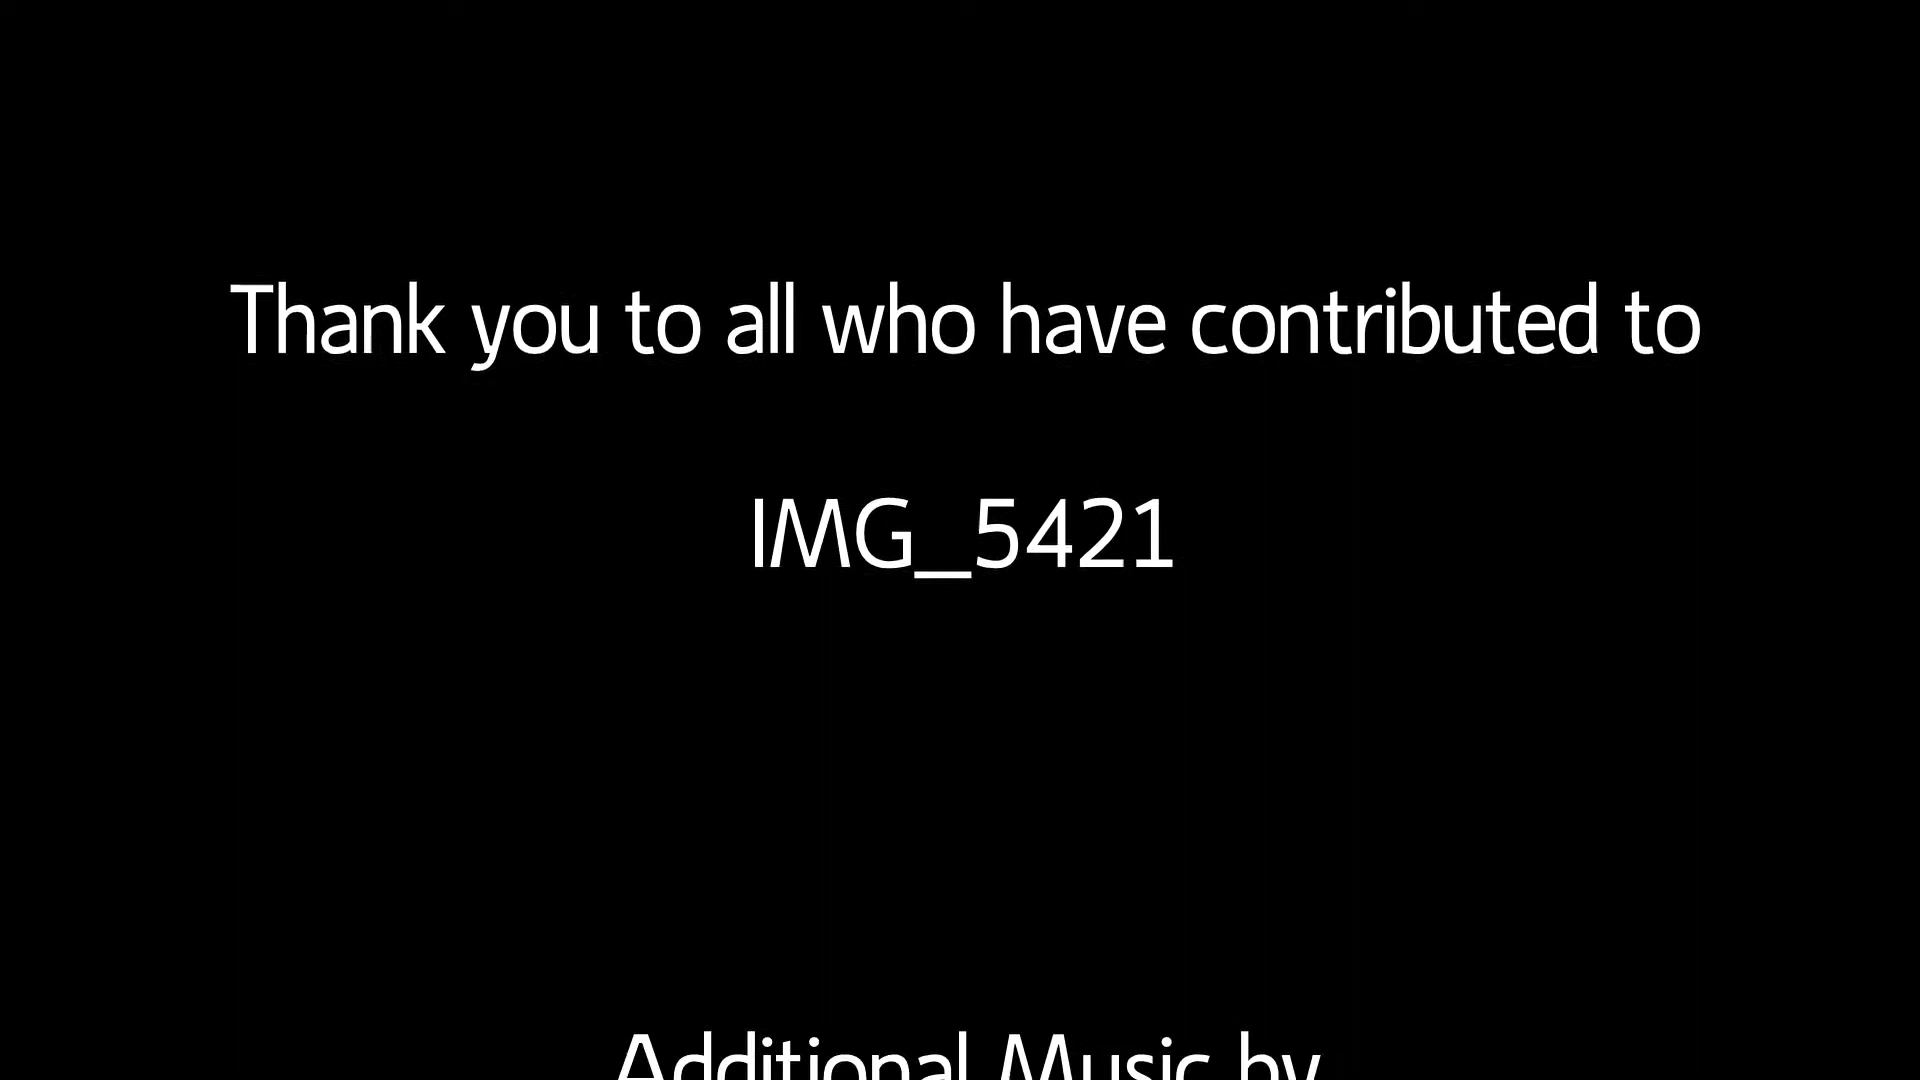 Thank you to all who have contributed to
IMG_5421
Additional Music by